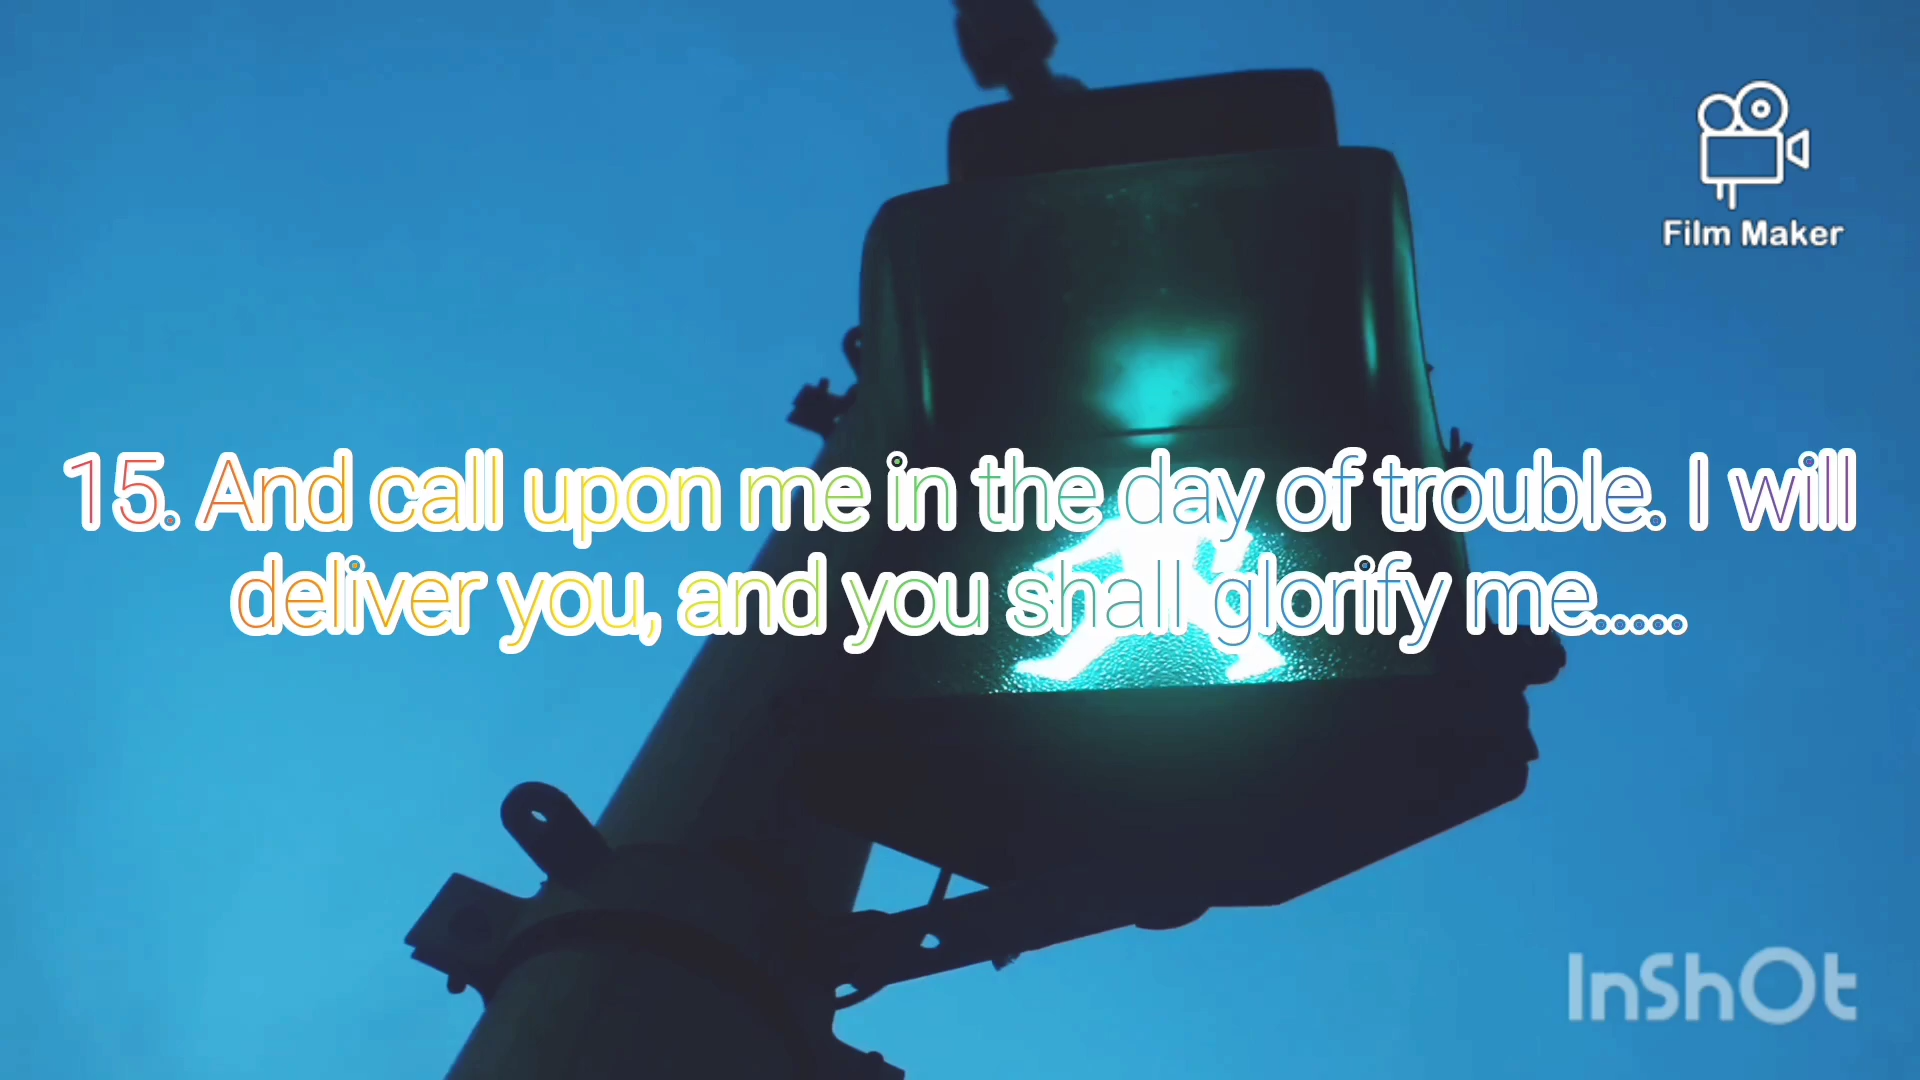 Film Maker
15. And call upon me in the day of trouble. I will
deliver you, and you shall glorify me.....
InShOt